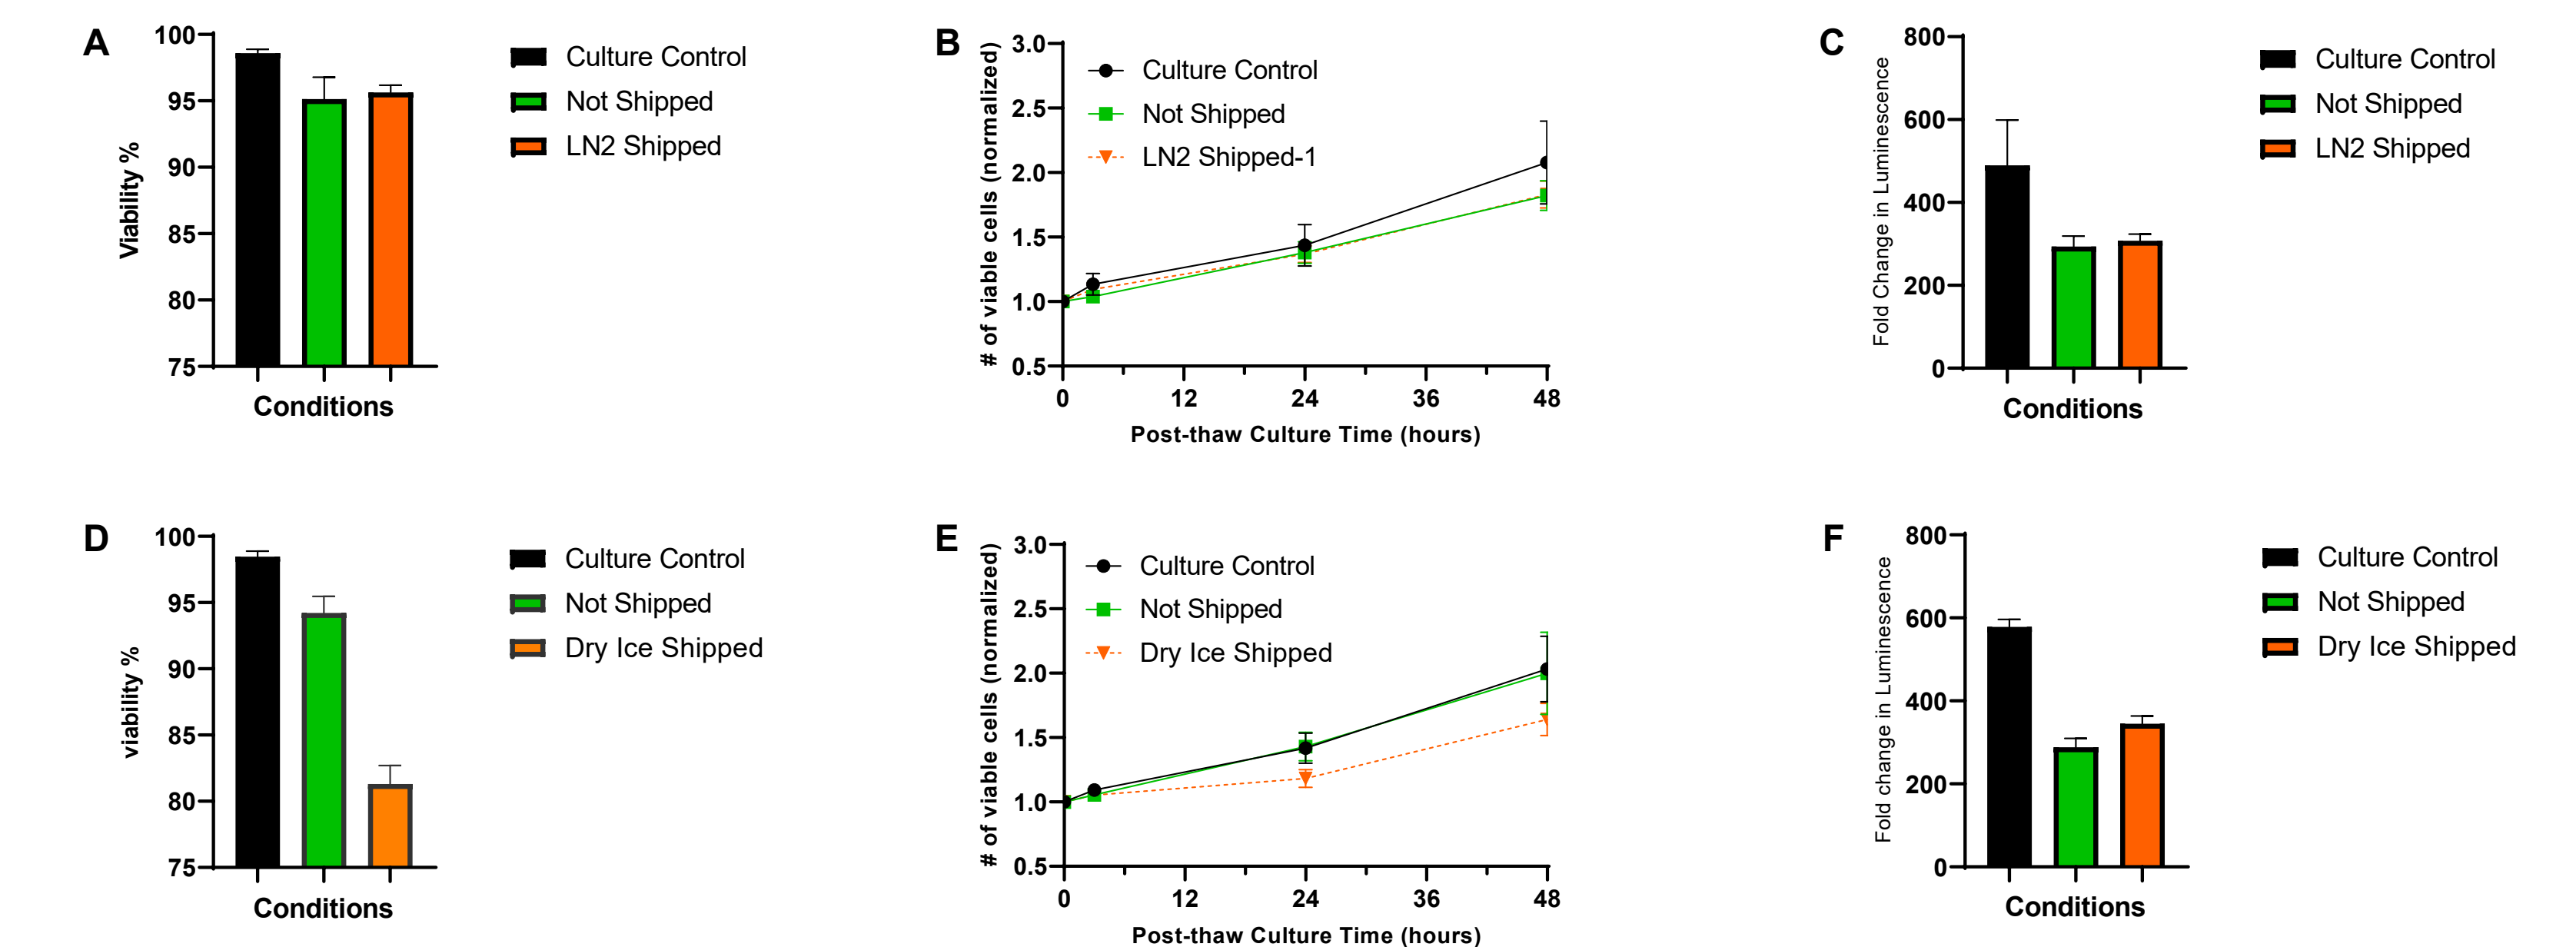 A
Viability %
100
95
90
85
80
75
Conditions
Culture Control
Not Shipped
LN2 Shipped
B
# of viable cells (normalized)
3.0
2.5
2.0
1.5
1.0
0.5
0 12 24 36 48
Post-thaw Culture Time (hours)
Culture Control
Not Shipped
LN2 Shipped-1
C
Fold Change in Luminescence
800
600
400
200
0
Conditions
Culture Control
Not Shipped
LN2 Shipped
D
viability %
100
95
90
85
80
75
Conditions
Culture Control
Not Shipped
Dry Ice Shipped
E
# of viable cells (normalized)
3.0
2.5
2.0
1.5
1.0
0.5
0 12 24 36 48
Post-thaw Culture Time (hours)
Culture Control
Not Shipped
Dry Ice Shipped
F
Fold change in Luminescence
800
600
400
200
0
Conditions
Culture Control
Not Shipped
Dry Ice Shipped